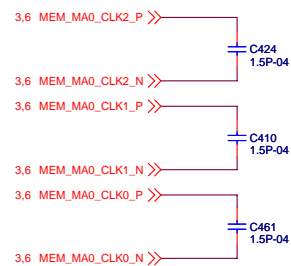 3,6 MEM_MA0_CLK2_P
C424
1.5P-04
3,6 MEM_MA0_CLK2_N
3,6 MEM_MA0_CLK1_P
C410
1.5P-04
3,6 MEM_MA0_CLK1_N
3,6 MEM_MA0_CLK0_P
C461
1.5P-04
3,6 MEM_MA0_CLK0_N